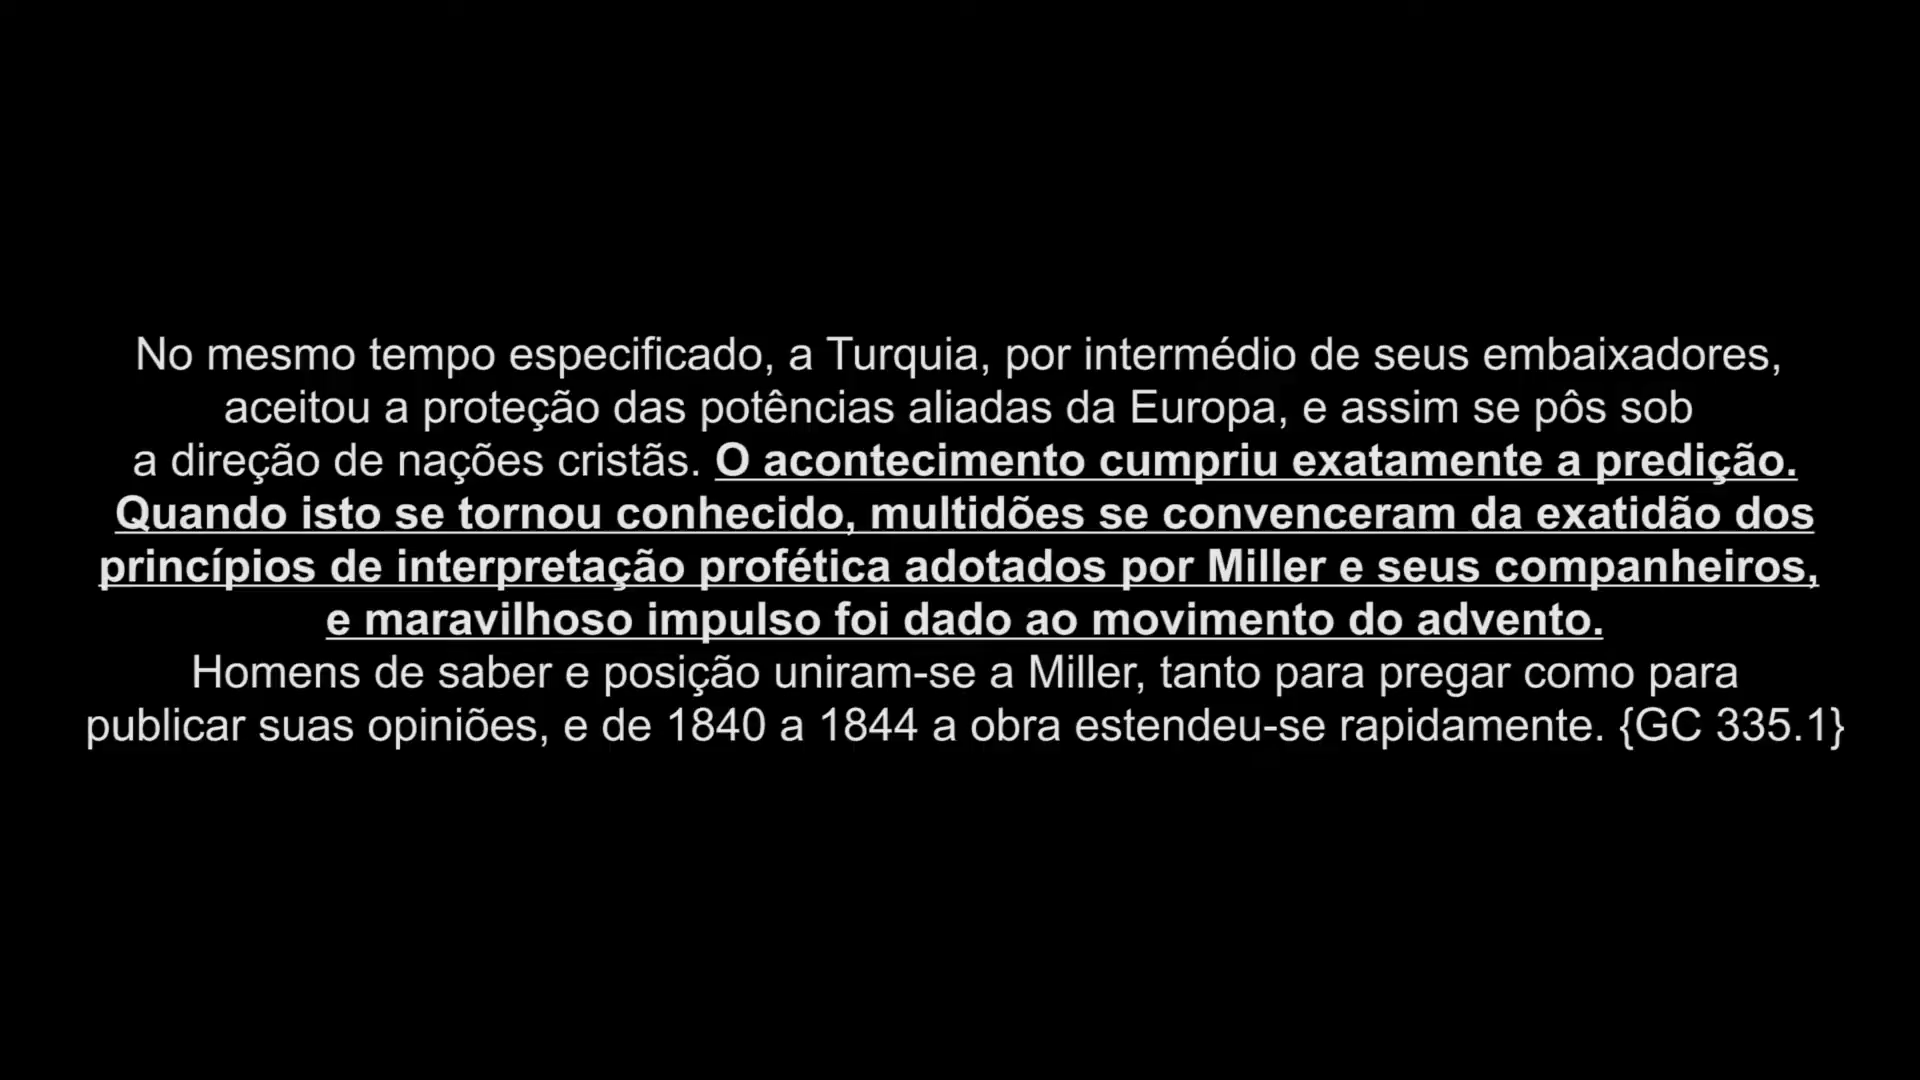 No mesmo tempo especificado, a Turquia, por intermédio de seus embaixadores,
aceitou a proteção das potências aliadas da Europa, e assim se pôs sob
a direção de nações cristãs. O acontecimento cumpriu exatamente a predição.
Quando isto se tornou conhecido, multidões se convenceram da exatidão dos
princípios de interpretação profética adotados por Miller e seus companheiros,
e maravilhoso impulso foi dado ao movimento do advento.
Homens de saber e posição uniram-se a Miller, tanto para pregar como para
publicar suas opiniões, e de 1840 a 1844 a obra estendeu-se rapidamente. {GC 335.1}